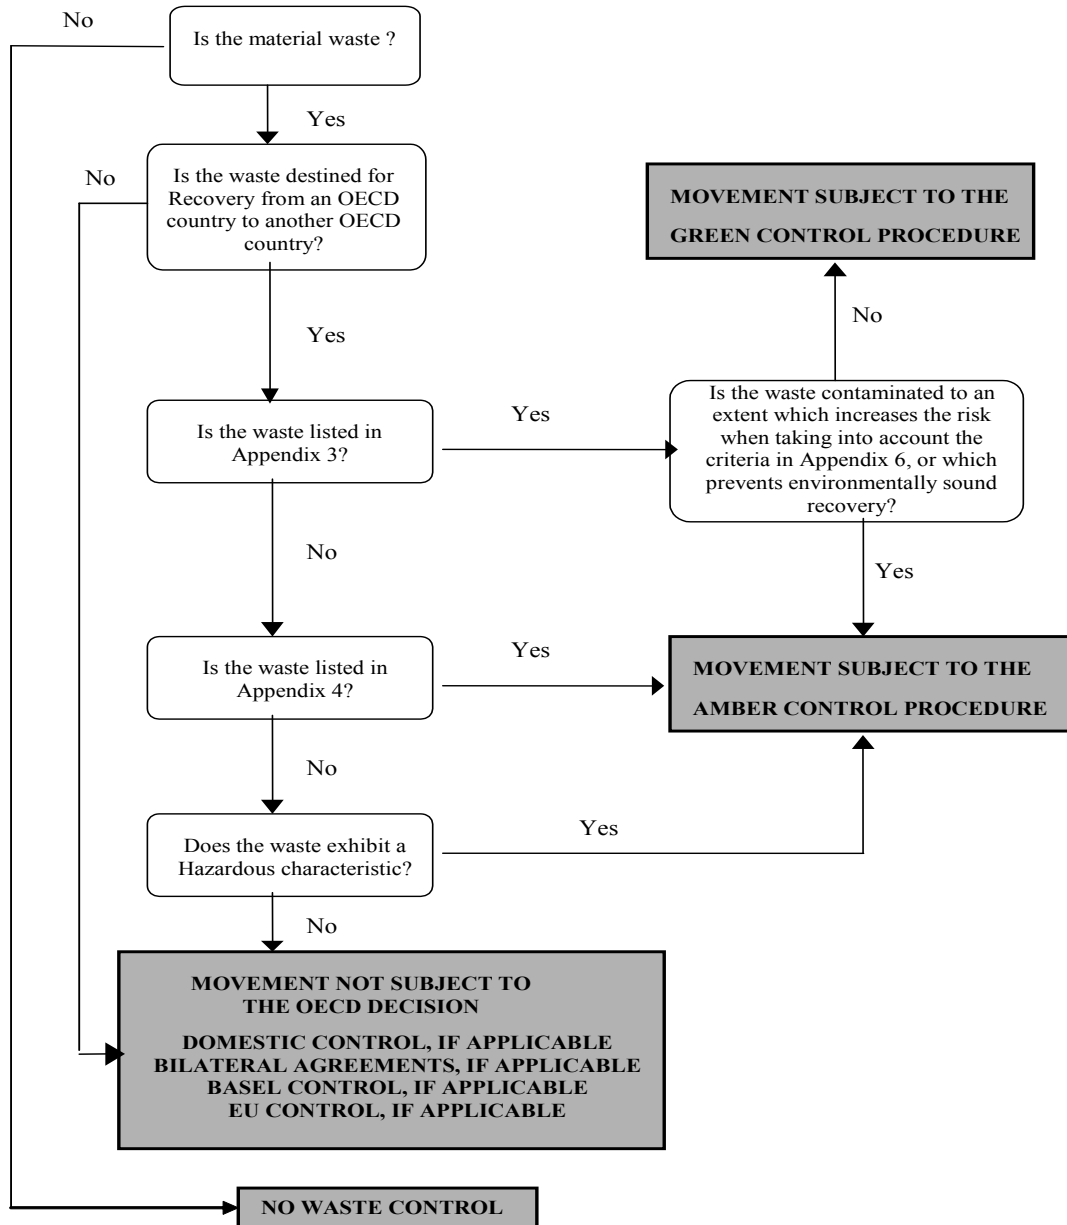 No
Is the material waste ?
Yes
No
Is the waste destined for
Recovery from an OECD
country to another OECD
country?
MOVEMENT SUBJECT TO THE
GREEN CONTROL PROCEDURE
Yes
No
Is the waste listed in
Appendix 3?
Yes
Is the waste contaminated to an
extent which increases the risk
when taking into account the
criteria in Appendix 6, or which
prevents environmentally sound
recovery?
No
Yes
Is the waste listed in
Appendix 4?
Yes
MOVEMENT SUBJECT TO THE
AMBER CONTROL PROCEDURE
No
Does the waste exhibit a
Hazardous characteristic?
Yes
No
MOVEMENT NOT SUBJECT TO
THE OECD DECISION
DOMESTIC CONTROL, IF APPLICABLE
BILATERAL AGREEMENTS, IF APPLICABLE
BASEL CONTROL, IF APPLICABLE
EU CONTROL, IF APPLICABLE
NO WASTE CONTROL